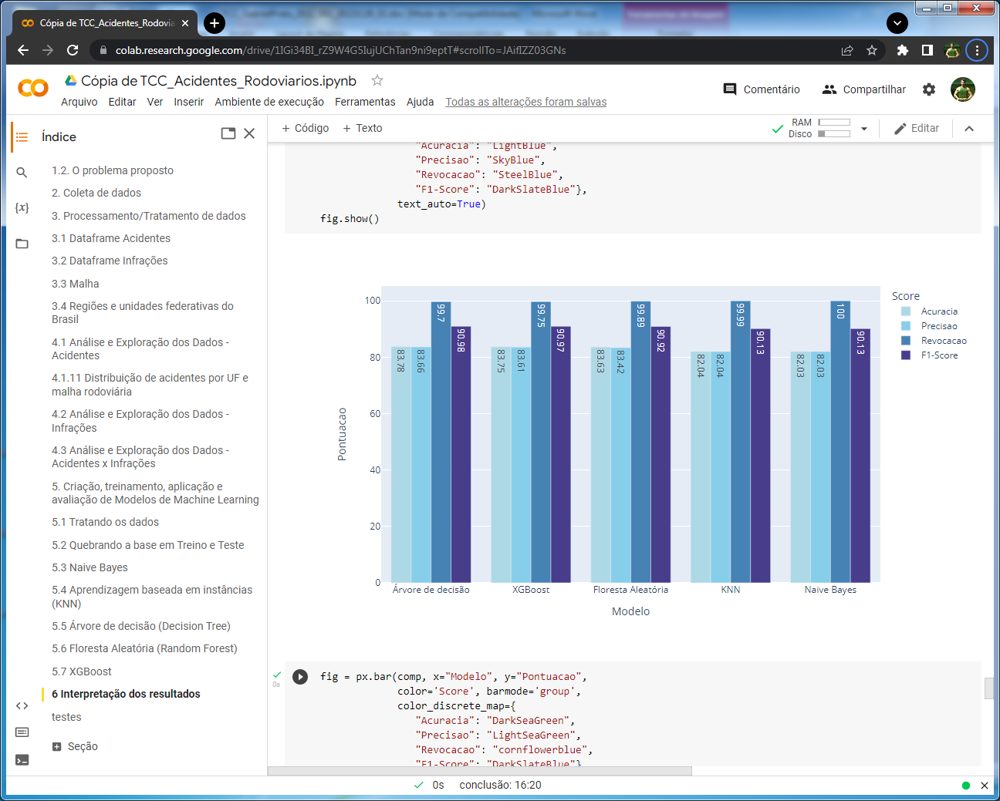 Cópia de TCC_Acidentes_Rodovia
colab.research.google.com/drive/1IGi34BI_rZ9W4G5IujUChTan9ni9eptT#scrollTo=JAifIZZ03GNs
Cópia de TCC_Acidentes_Rodoviarios.ipynb
Arquivo Editar Ver Inserir Ambiente de execução Ferramentas Ajuda Todas as alterações foram salvas
Comentário
Compartilhar
Índice
+ Código + Texto
RAM
Disco
Editar
1.2. O problema proposto
2. Coleta de dados
3. Processamento/Tratamento de dados
3.1 Dataframe Acidentes
3.2 Dataframe Infrações
3.3 Malha
3.4 Regiões e unidades federativas do
Brasil
4.1 Análise e Exploração dos Dados -
Acidentes
4.1.11 Distribuição de acidentes por UF e
malha rodoviária
4.2 Análise e Exploração dos Dados -
Infrações
4.3 Análise e Exploração dos Dados -
Acidentes x Infrações
5. Criação, treinamento, aplicação e
avaliação de Modelos de Machine Learning
5.1 Tratando os dados
5.2 Quebrando a base em Treino e Teste
5.3 Naive Bayes
5.4 Aprendizagem baseada em instâncias
(KNN)
5.5 Árvore de decisão (Decision Tree)
5.6 Floresta Aleatória (Random Forest)
5.7 XGBoost
6 Interpretação dos resultados
testes
Seção
"Acuracia": "LightBlue",
"Precisao": "SkyBlue",
"Revocacao": "SteelBlue",
"F1-Score": "DarkSlateBlue"},
text_auto=True)
fig.show()
100
80
60
40
20
0
Pontuacao
83.78 83.66 99.7 90.98
83.75 83.61 99.75 90.97
83.63 83.42 99.89 90.92
82.04 82.04 99.99 90.13
82.03 82.03 100 90.13
Árvore de decisão XGBoost Floresta Aleatória KNN Naive Bayes
Modelo
Score
Acuracia
Precisao
Revocacao
F1-Score
0s
fig = px.bar(comp, x="Modelo", y="Pontuacao",
color='Score', barmode='group',
color_discrete_map={
"Acuracia": "DarkSeaGreen",
"Precisao": "LightSeaGreen",
"Revocacao": "cornflowerblue",
"F1-Score": "DarkSlateBlue"}
0s conclusão: 16:20